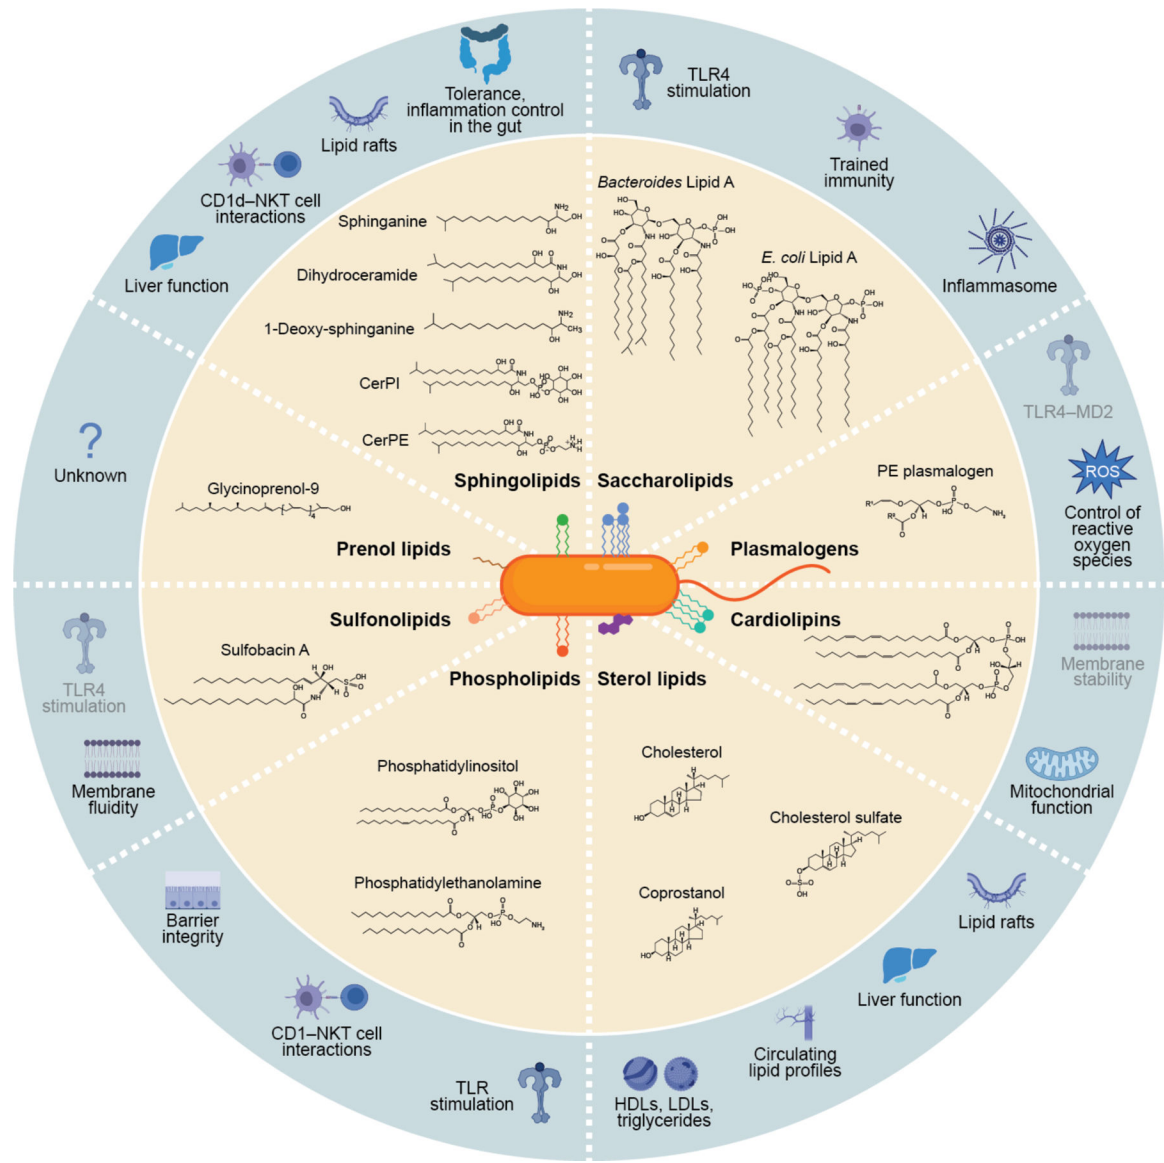 Tolerance,
inflammation control
in the gut
Lipid rafts
CD1d–NKT cell
interactions
Liver function
TLR4
stimulation
Trained
immunity
Inflammasome
Sphinganine
Dihydroceramide
1-Deoxy-sphinganine
CerPI
CerPE
Sphingolipids
Bacteroides Lipid A
E. coli Lipid A
Saccharolipids
?
Unknown
Glycinoprenol-9
Prenol lipids
TLR4–MD2
ROS
Control of
reactive
oxygen
species
PE plasmalogen
Plasmalogens
TLR4
stimulation
Membrane
fluidity
Sulfobacin A
Sulfonolipids
Cardiolipins
Membrane
stability
Mitochondrial
function
Phospholipids
Phosphatidylinositol
Phosphatidylethanolamine
Barrier
integrity
CD1–NKT cell
interactions
TLR
stimulation
Sterol lipids
Cholesterol
Cholesterol sulfate
Coprostanol
Lipid rafts
Liver function
Circulating
lipid profiles
HDLs, LDLs,
triglycerides